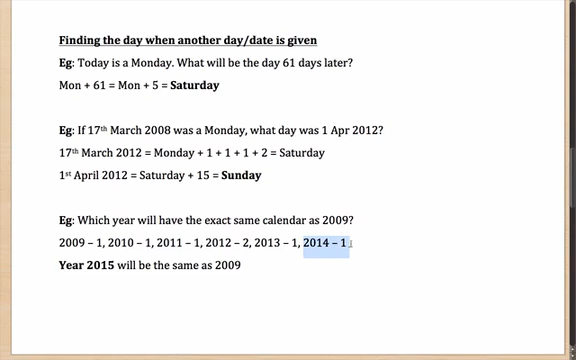 Finding the day when another day/date is given
Eg: Today is a Monday. What will be the day 61 days later?
Mon + 61 = Mon + 5 = Saturday
Eg: If 17th March 2008 was a Monday, what day was 1 Apr 2012?
17th March 2012 = Monday + 1 + 1 + 1 + 2 = Saturday
1st April 2012 = Saturday + 15 = Sunday
Eg: Which year will have the exact same calendar as 2009?
2009 – 1, 2010 – 1, 2011 – 1, 2012 – 2, 2013 – 1, 2014 – 1
Year 2015 will be the same as 2009